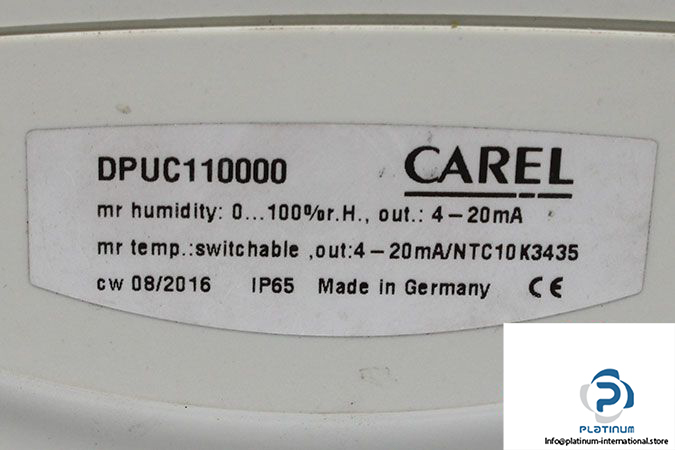 DPUC110000
CAREL
mr humidity: 0...100%r.H., out.: 4-20mA
mr temp.:switchable ,out:4-20mA/NTC10K3435
cw 08/2016 IP65 Made in Germany CE
PLATINUM
Info@platinum-international.store